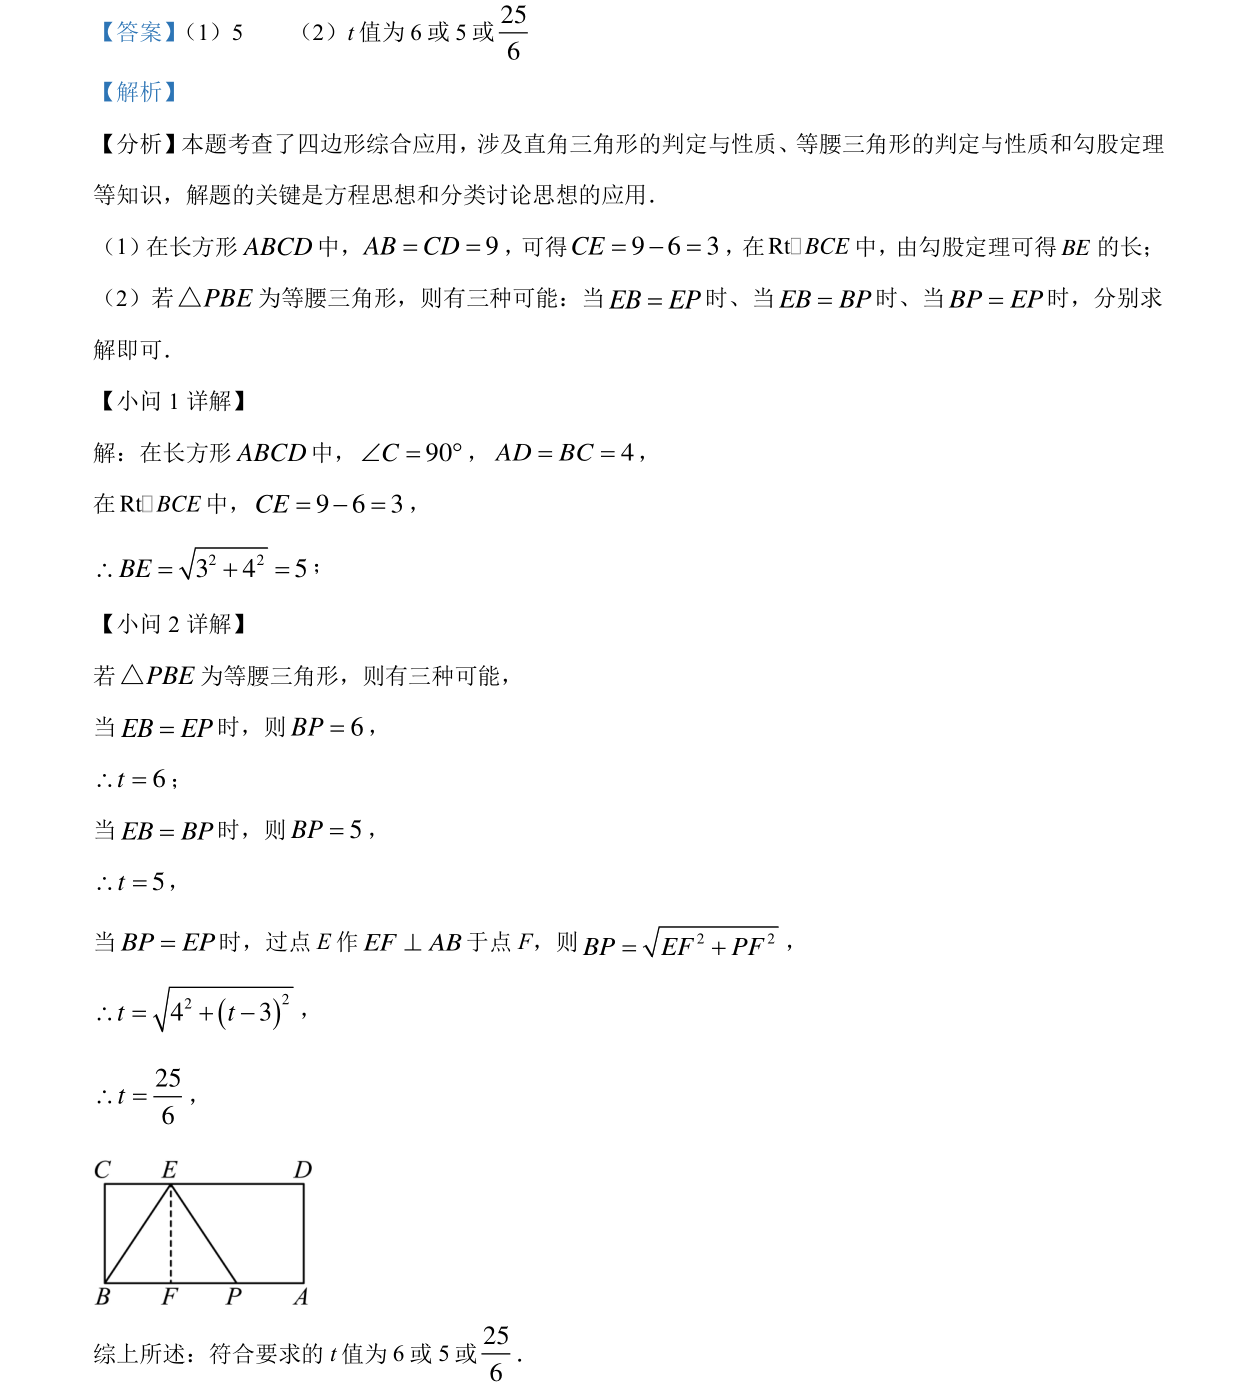 【答案】（1）5　　（2）t 值为 6 或 5 或 25/6
【解析】
【分析】本题考查了四边形综合应用，涉及直角三角形的判定与性质、等腰三角形的判定与性质和勾股定理
等知识，解题的关键是方程思想和分类讨论思想的应用．
（1）在长方形 ABCD 中，AB = CD = 9，可得 CE = 9 − 6 = 3，在 Rt□BCE 中，由勾股定理可得 BE 的长；
（2）若 △PBE 为等腰三角形，则有三种可能：当 EB = EP 时、当 EB = BP 时、当 BP = EP 时，分别求
解即可．
【小问 1 详解】
解：在长方形 ABCD 中，∠C = 90°，AD = BC = 4，
在 Rt□BCE 中，CE = 9 − 6 = 3，
∴ BE = √(3² + 4²) = 5；
【小问 2 详解】
若 △PBE 为等腰三角形，则有三种可能，
当 EB = EP 时，则 BP = 6，
∴ t = 6；
当 EB = BP 时，则 BP = 5，
∴ t = 5，
当 BP = EP 时，过点 E 作 EF ⊥ AB 于点 F，则 BP = √(EF² + PF²)，
∴ t = √(4² + (t − 3)²)，
∴ t = 25/6，
C E D
B F P A
综上所述：符合要求的 t 值为 6 或 5 或 25/6．